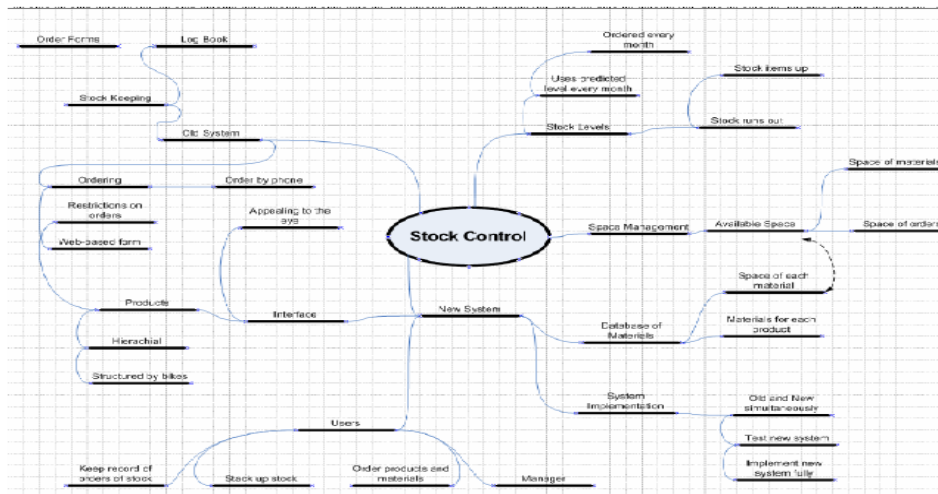 Order Forms
Log Book
Ordered every
month
Stock items up
Uses predicted
level every month
Stock Keeping
Stock Levels
Stock runs out
Old System
Space of materials
Ordering
Order by phone
Restrictions on
orders
Appealing to the
eye
Stock Control
Space Management
Available Space
Space of orders
Web-based form
Space of each
material
Products
Interface
New System
Database of
Materials
Materials for each
product
Hierachial
Structured by bikes
System
Implementation
Old and New
simultaneously
Users
Test new system
Keep record of
orders of stock
Stack up stock
Order products and
materials
Manager
Implement new
system fully